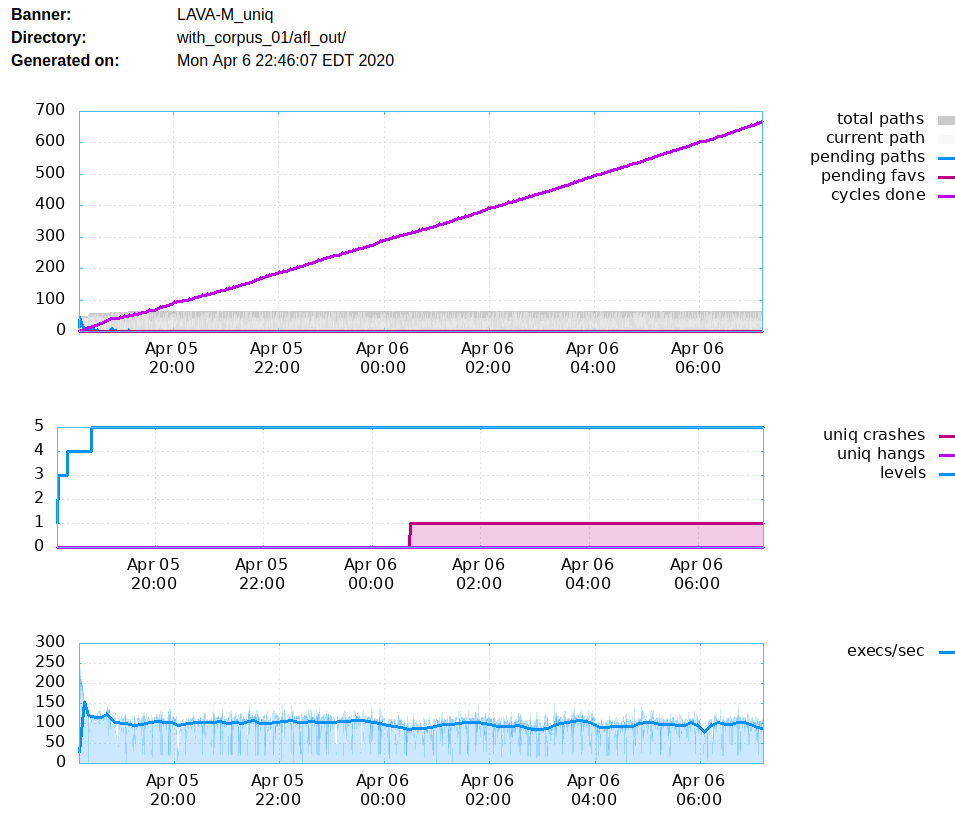 Banner: LAVA-M_uniq
Directory: with_corpus_01/afl_out/
Generated on: Mon Apr 6 22:46:07 EDT 2020
700
600
500
400
300
200
100
0
Apr 05 Apr 05 Apr 06 Apr 06 Apr 06 Apr 06
20:00 22:00 00:00 02:00 04:00 06:00
total paths
current path
pending paths
pending favs
cycles done
5
4
3
2
1
0
Apr 05 Apr 05 Apr 06 Apr 06 Apr 06 Apr 06
20:00 22:00 00:00 02:00 04:00 06:00
uniq crashes
uniq hangs
levels
300
250
200
150
100
50
0
Apr 05 Apr 05 Apr 06 Apr 06 Apr 06 Apr 06
20:00 22:00 00:00 02:00 04:00 06:00
execs/sec